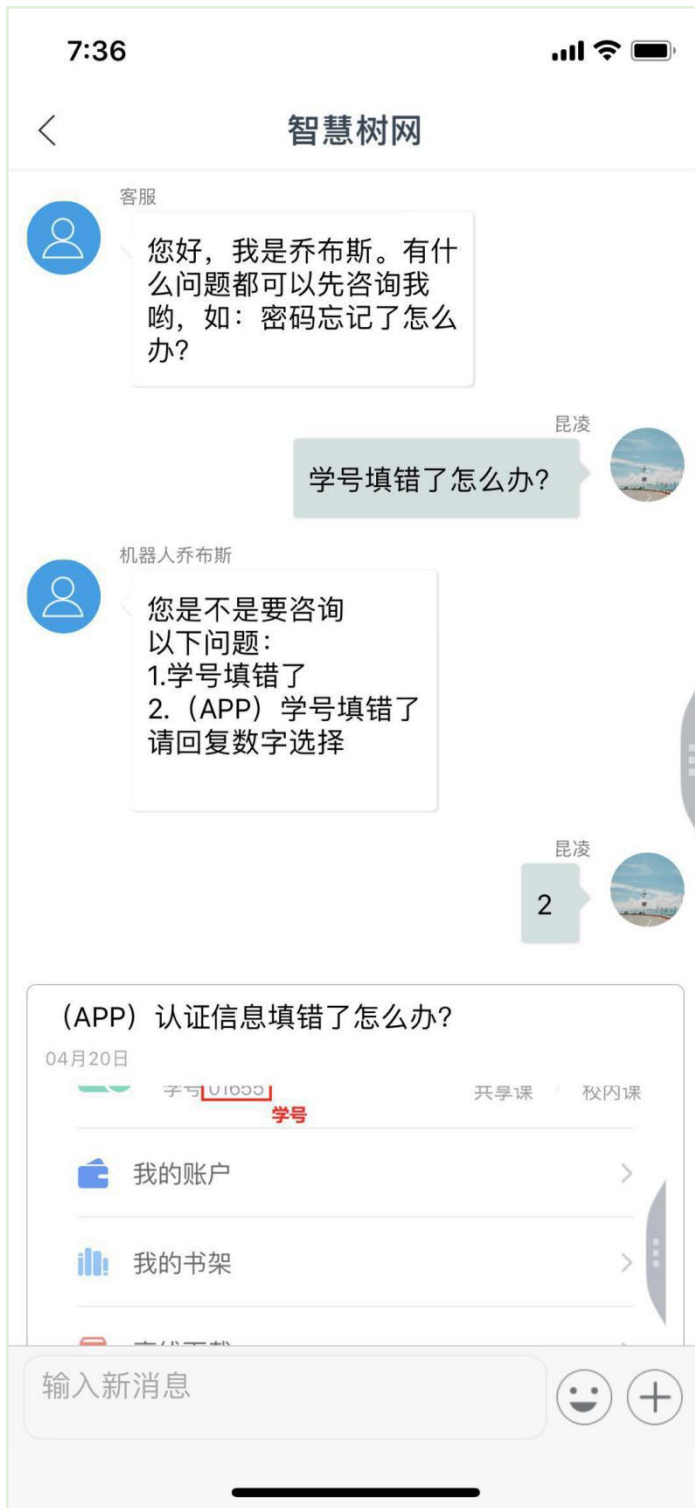 7:36
智慧树网
客服
您好，我是乔布斯。有什
么问题都可以先咨询我
哟，如：密码忘记了怎么
办？
昆凌
学号填错了怎么办？
机器人乔布斯
您是不是要咨询
以下问题：
1.学号填错了
2.（APP）学号填错了
请回复数字选择
昆凌
2
（APP）认证信息填错了怎么办？
04月20日
学号 01655 共享课 校内课
学号
我的账户
我的书架
输入新消息